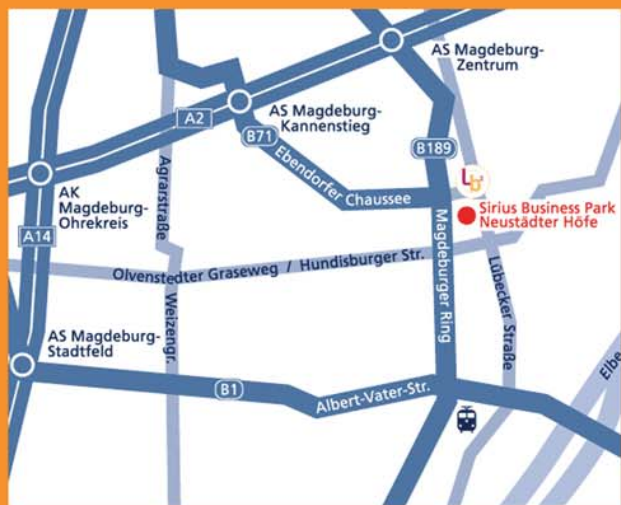 AS Magdeburg-
Zentrum
A2
AS Magdeburg-
Kannenstieg
B71
B189
Ebendorfer Chaussee
Agrarstraße
AK
Magdeburg-
Ohrekreis
A14
Lb
Sirius Business Park
Neustädter Höfe
Magdeburger Ring
Olvenstedter Graseweg / Hundisburger Str.
Lübecker Straße
Weizengr.
AS Magdeburg-
Stadtfeld
B1
Albert-Vater-Str.
Elbe